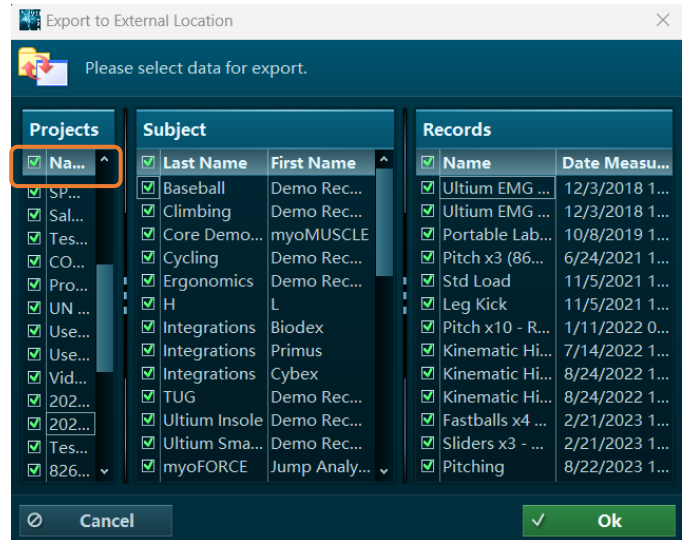 Export to External Location
Please select data for export.
Projects
Na...
SP...
Sal...
Tes...
CO...
Pro...
UN ...
Use...
Use...
Vid...
202...
202...
Tes...
826...
Subject
Last Name First Name
Baseball Demo Rec...
Climbing Demo Rec...
Core Demo... myoMUSCLE
Cycling Demo Rec...
Ergonomics Demo Rec...
H L
Integrations Biodex
Integrations Primus
Integrations Cybex
TUG Demo Rec...
Ultium Insole Demo Rec...
Ultium Sma... Demo Rec...
myoFORCE Jump Analy...
Records
Name Date Measu...
Ultium EMG ... 12/3/2018 1...
Ultium EMG ... 12/3/2018 1...
Portable Lab... 10/8/2019 1...
Pitch x3 (86... 6/24/2021 1...
Std Load 11/5/2021 1...
Leg Kick 11/5/2021 1...
Pitch x10 - R... 1/11/2022 0...
Kinematic Hi... 7/14/2022 1...
Kinematic Hi... 8/24/2022 1...
Kinematic Hi... 8/24/2022 1...
Fastballs x4 ... 2/21/2023 1...
Sliders x3 - ... 2/21/2023 1...
Pitching 8/22/2023 1...
Cancel
Ok